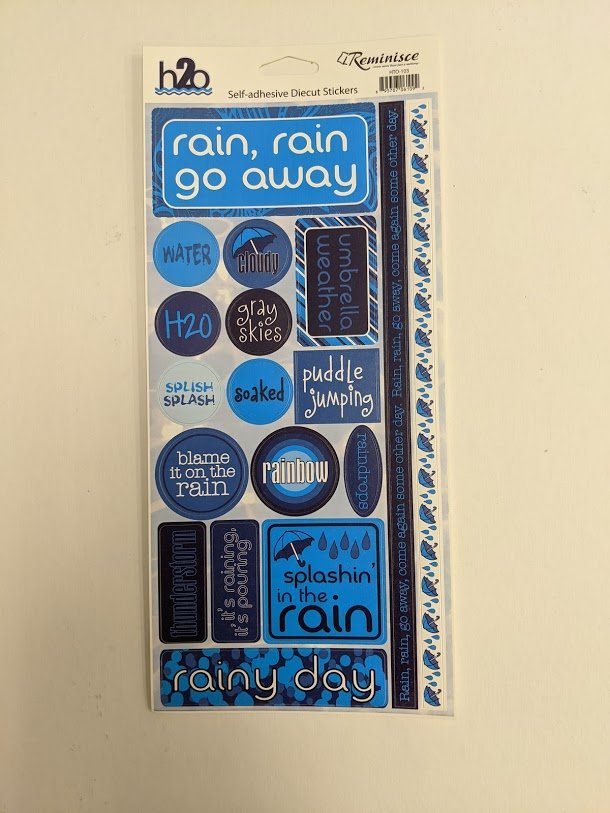 h2o
Reminisce
HTO-103
Self-adhesive Diecut Stickers
rain, rain
go away
WATER
cloudy
umbrella
weather
H2O
gray
skies
SPLISH
SPLASH
soaked
puddle
jumping
blame
it on the
rain
rainbow
raindrops
thunderstorm
it's raining,
it's pouring
splashin'
in the
rain
rainy day
Rain, rain, go away, come again some other day. Rain, rain, go away, come again some other day.